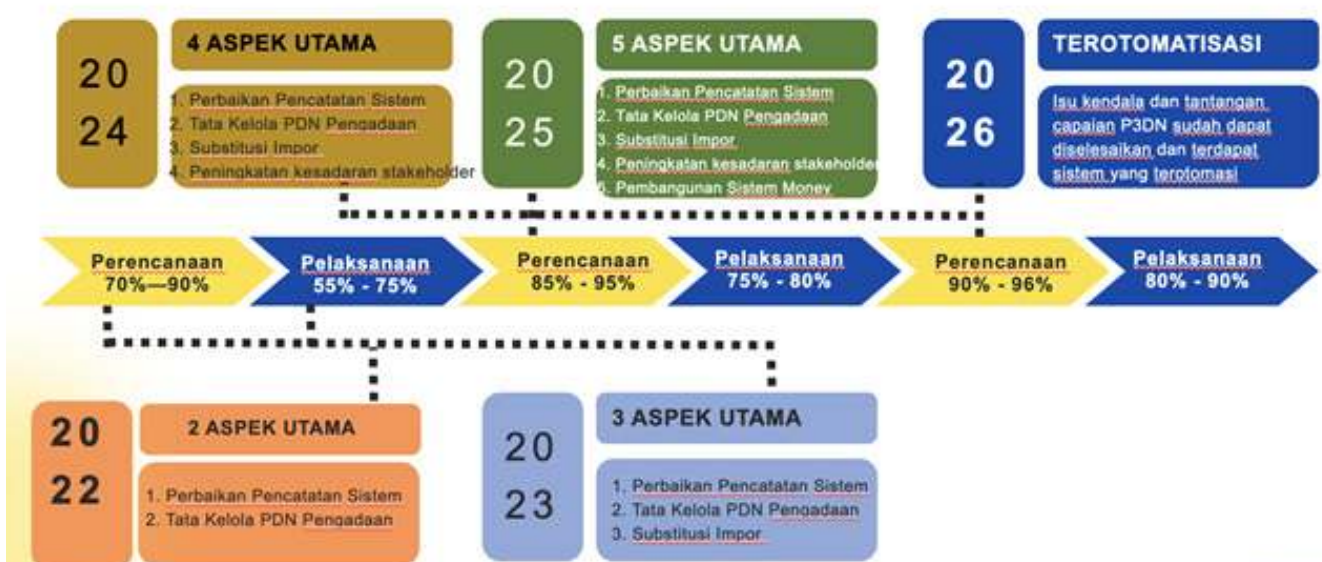 20
24
4 ASPEK UTAMA
1. Perbaikan Pencatatan Sistem
2. Tata Kelola PDN Pengadaan
3. Substitusi Impor
4. Peningkatan kesadaran stakeholder
20
25
5 ASPEK UTAMA
1. Perbaikan Pencatatan Sistem
2. Tata Kelola PDN Pengadaan
3. Substitusi Impor
4. Peningkatan kesadaran stakeholder
5. Pembangunan Sistem Money
20
26
TEROTOMATISASI
Isu kendala dan tantangan
capaian P3DN sudah dapat
diselesaikan dan terdapat
sistem yang terotomasi
Perencanaan
70%—90%
Pelaksanaan
55% - 75%
Perencanaan
85% - 95%
Pelaksanaan
75% - 80%
Perencanaan
90% - 96%
Pelaksanaan
80% - 90%
20
22
2 ASPEK UTAMA
1. Perbaikan Pencatatan Sistem
2. Tata Kelola PDN Pengadaan
20
23
3 ASPEK UTAMA
1. Perbaikan Pencatatan Sistem
2. Tata Kelola PDN Pengadaan
3. Substitusi Impor